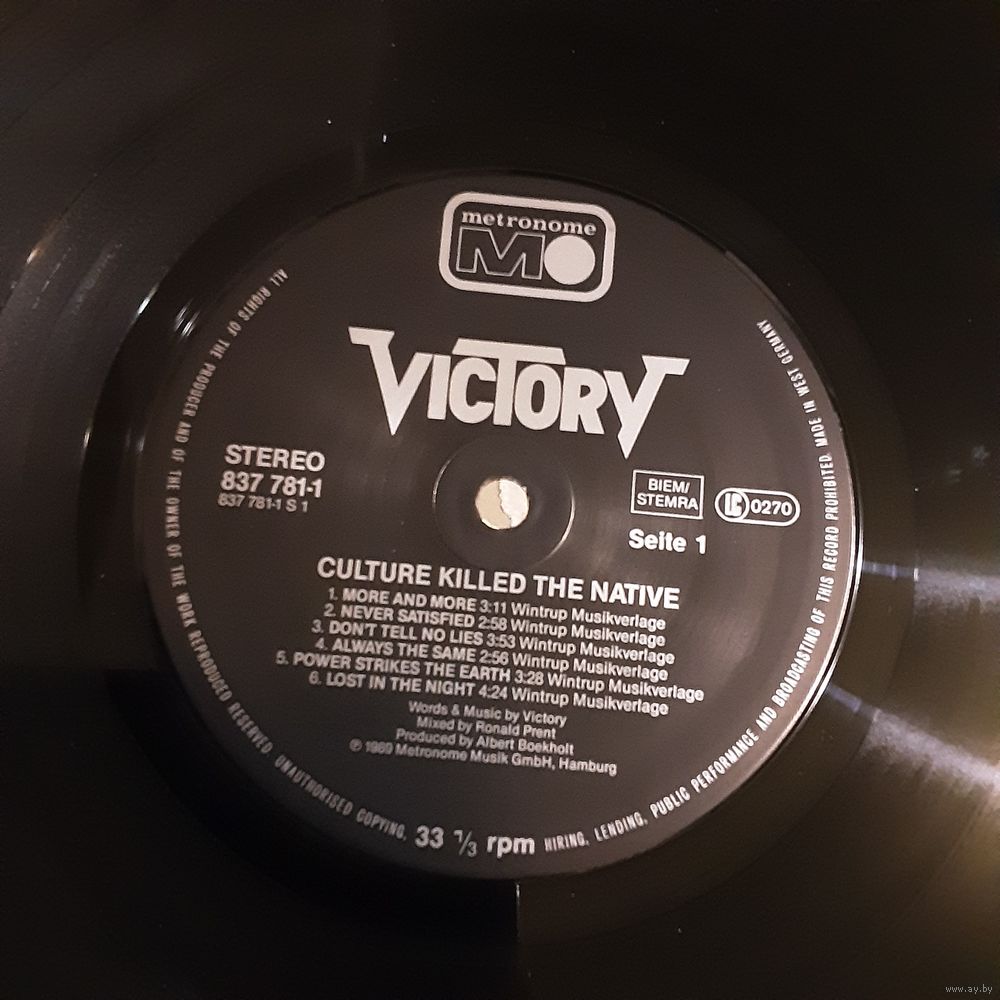 metronome
MO
VICTORY
STEREO
837 781-1
837 781-1 S 1
BIEM/
STEMRA
LC 0270
Seite 1
CULTURE KILLED THE NATIVE
1. MORE AND MORE 3:11 Wintrup Musikverlage
2. NEVER SATISFIED 2:58 Wintrup Musikverlage
3. DON'T TELL NO LIES 3:53 Wintrup Musikverlage
4. ALWAYS THE SAME 2:56 Wintrup Musikverlage
5. POWER STRIKES THE EARTH 3:28 Wintrup Musikverlage
6. LOST IN THE NIGHT 4:24 Wintrup Musikverlage
Words & Music by Victory
Mixed by Ronald Prent
Produced by Albert Boekholt
℗ 1989 Metronome Musik GmbH, Hamburg
ALL RIGHTS OF THE PRODUCER AND OF THE OWNER OF THE WORK REPRODUCED RESERVED. UNAUTHORISED COPYING, HIRING, LENDING, PUBLIC PERFORMANCE AND BROADCASTING OF THIS RECORD PROHIBITED. MADE IN WEST GERMANY
33 1/3 rpm
www.ay.by